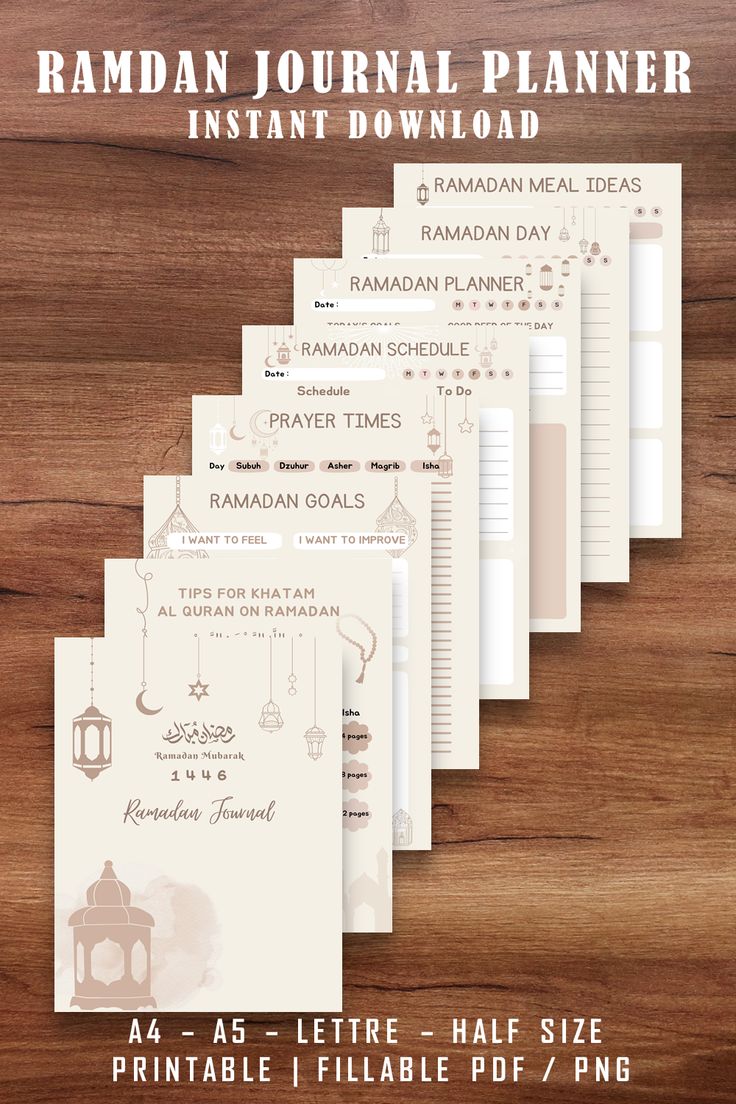 RAMDAN JOURNAL PLANNER
INSTANT DOWNLOAD
RAMADAN MEAL IDEAS
S S
RAMADAN DAY
S S
RAMADAN PLANNER
Date :
M T W T F S S
TODAY'S GOALS GOOD DEED OF THE DAY
RAMADAN SCHEDULE
Date :
M T W T F S S
Schedule To Do
PRAYER TIMES
Day Subuh Dzuhur Asher Magrib Isha
RAMADAN GOALS
I WANT TO FEEL I WANT TO IMPROVE
TIPS FOR KHATAM
AL QURAN ON RAMADAN
Isha
4 pages
8 pages
2 pages
رمضان مبارك
Ramadan Mubarak
1446
Ramadan Journal
A4 – A5 – LETTRE – HALF SIZE
PRINTABLE | FILLABLE PDF / PNG